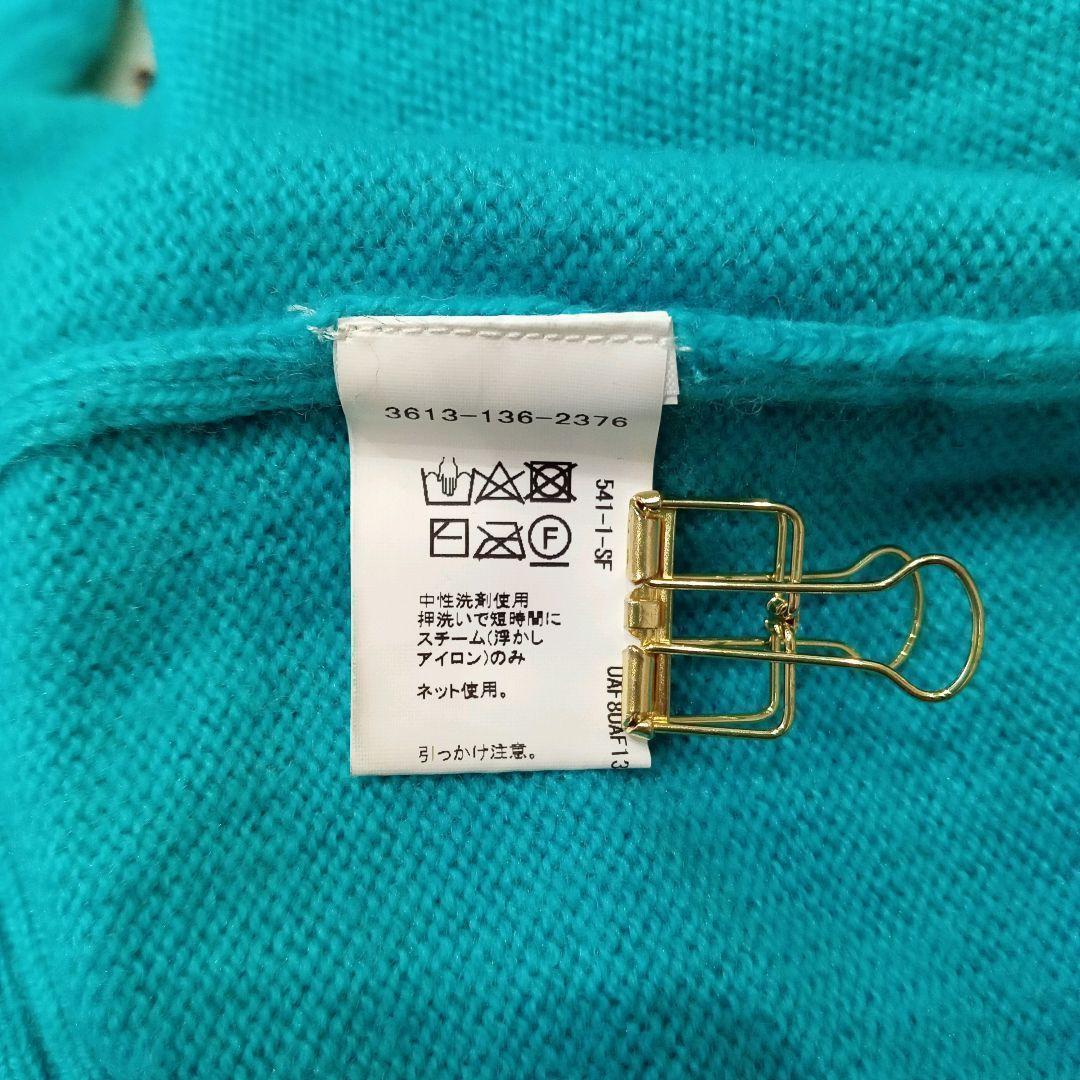 3613-136-2376
541-1-SF
F
中性洗剤使用
押洗いで短時間に
スチーム(浮かし
アイロン)のみ
ネット使用。
UAF8UAF13
引っかけ注意。